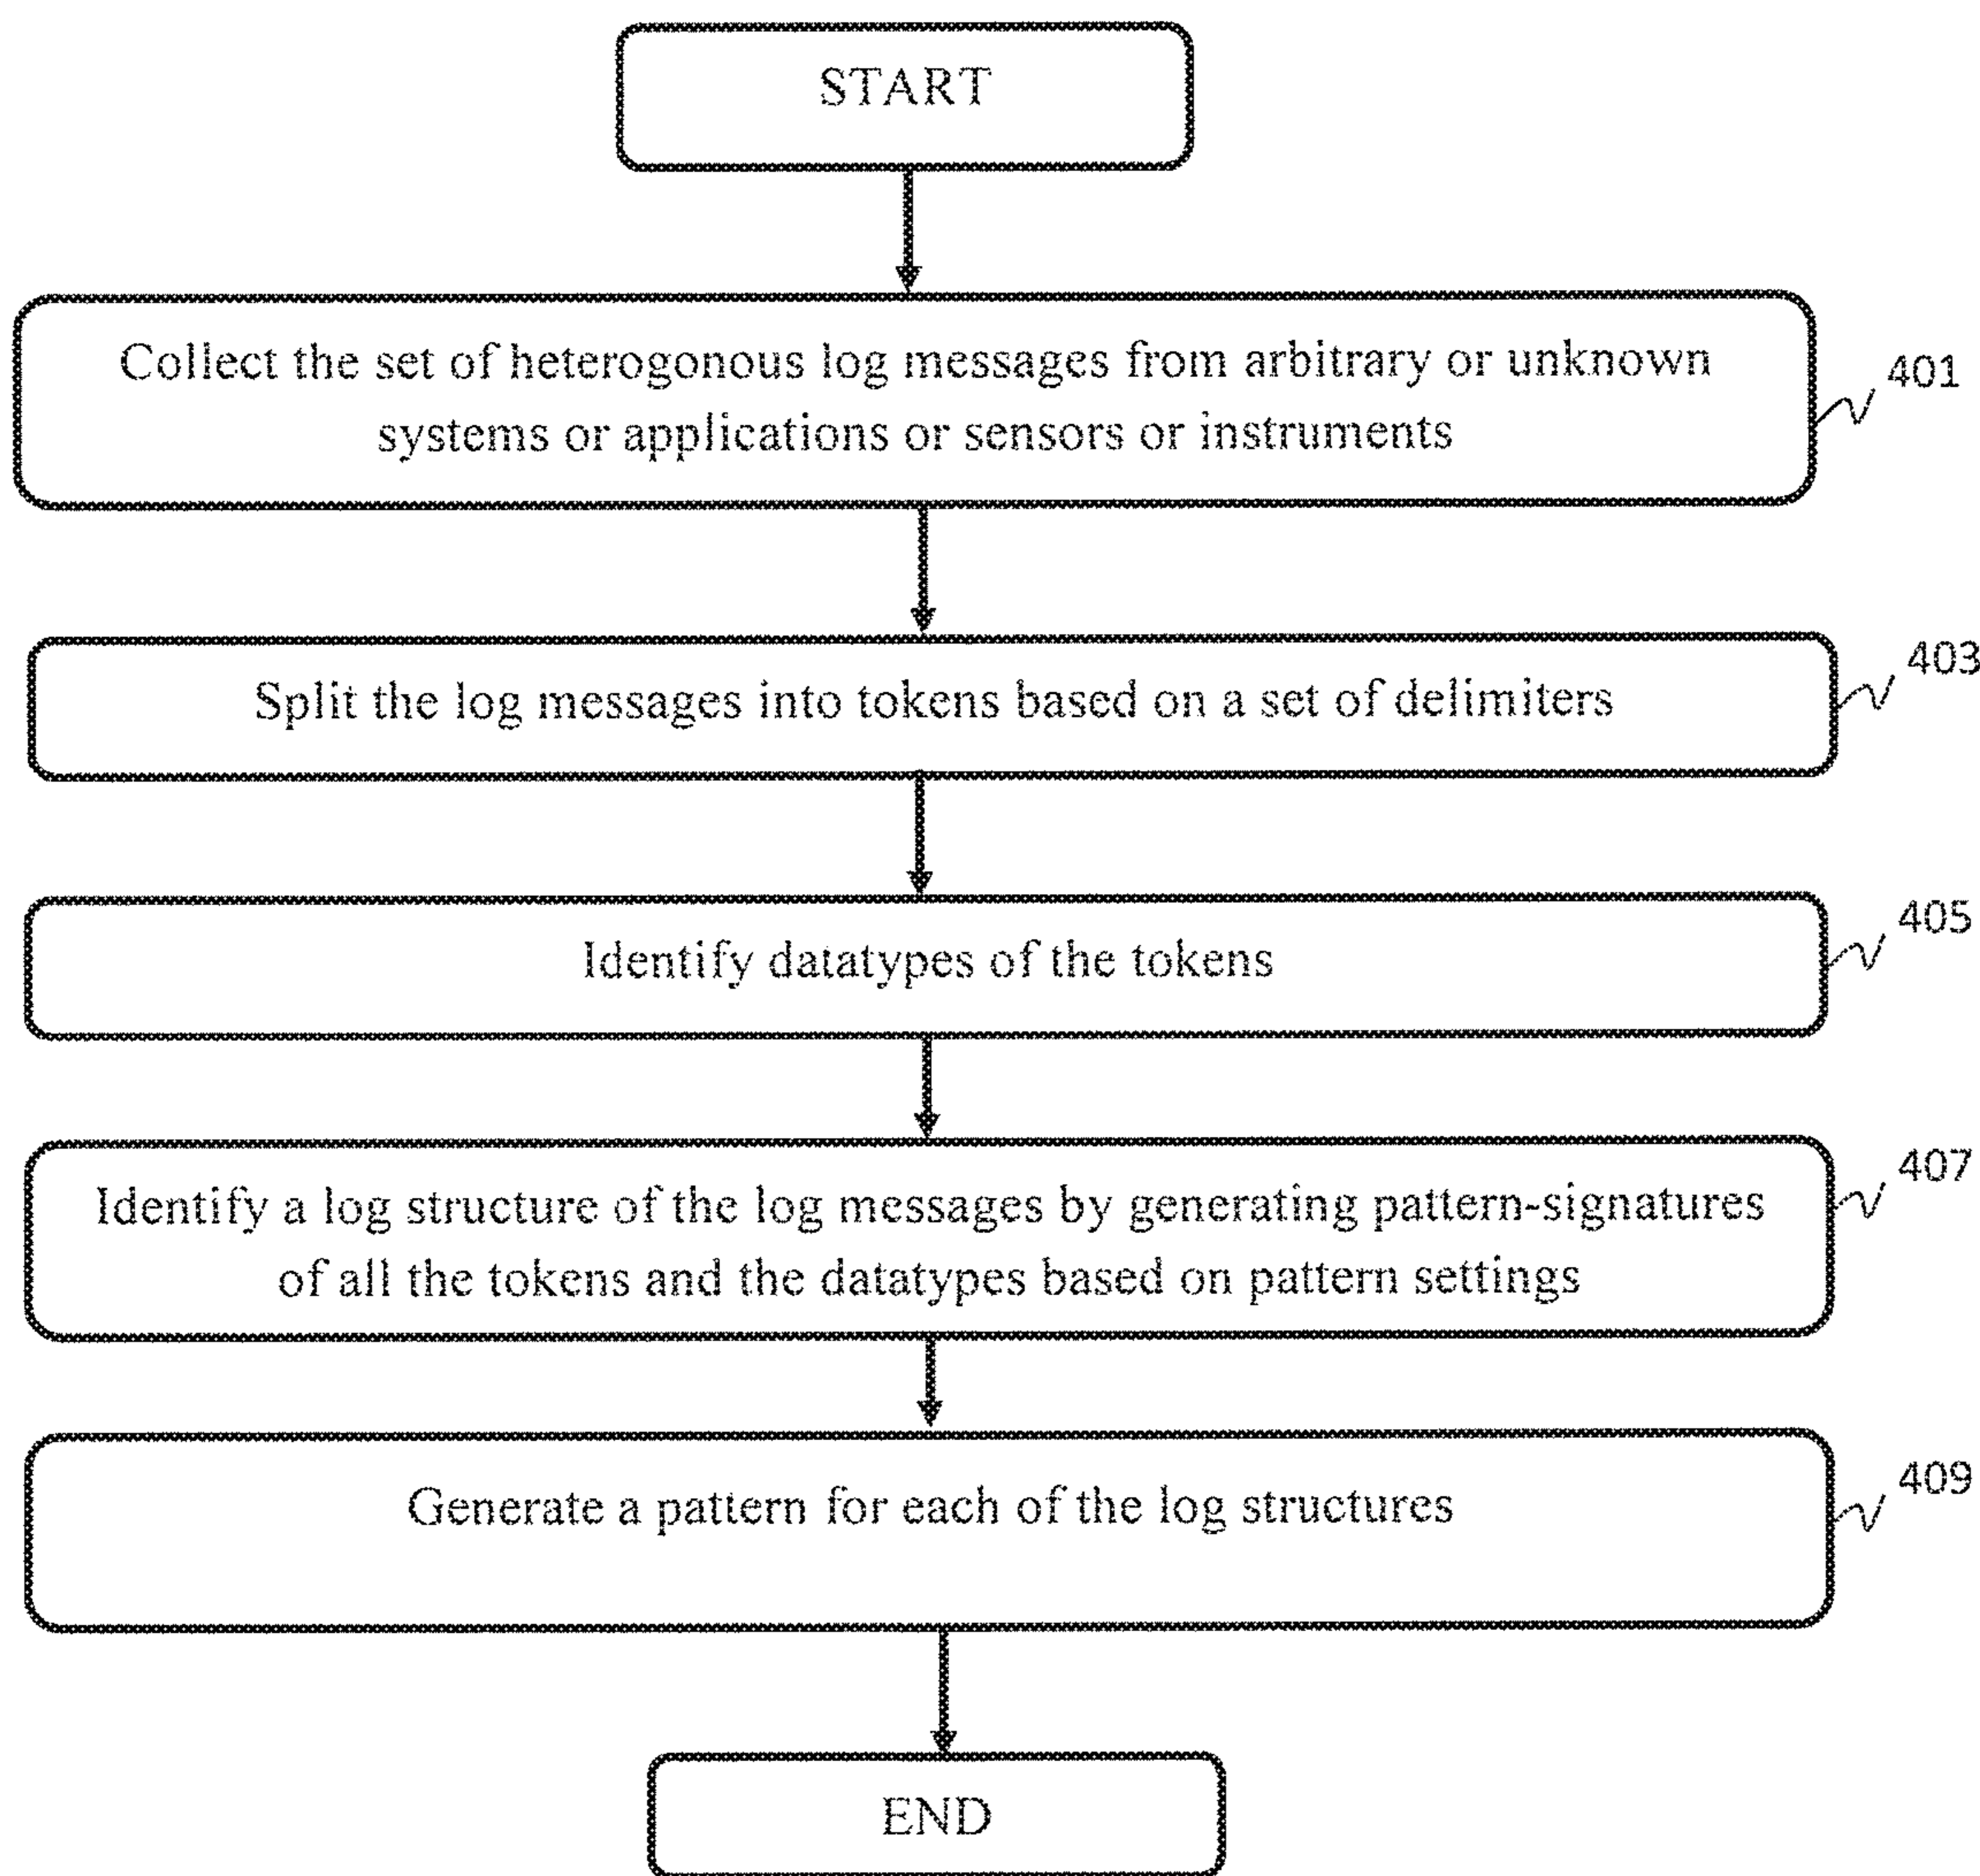 START
Collect the set of heterogonous log messages from arbitrary or unknown
systems or applications or sensors or instruments
401
Split the log messages into tokens based on a set of delimiters
403
Identify datatypes of the tokens
405
Identify a log structure of the log messages by generating pattern-signatures
of all the tokens and the datatypes based on pattern settings
407
Generate a pattern for each of the log structures
409
END